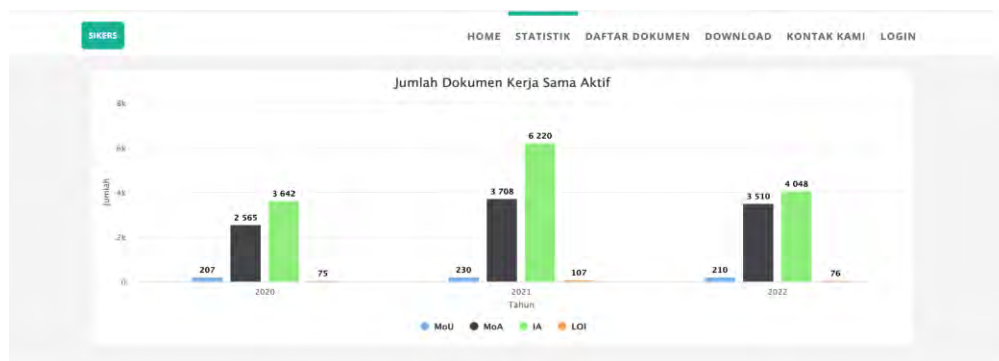 SIKERS
HOME STATISTIK DAFTAR DOKUMEN DOWNLOAD KONTAK KAMI LOGIN
Jumlah Dokumen Kerja Sama Aktif
8k
6k
4k
2k
0
Jumlah
207 2 565 3 642 75
230 3 708 6 220 107
210 3 510 4 048 76
2020 2021 2022
Tahun
MoU MoA IA LOI